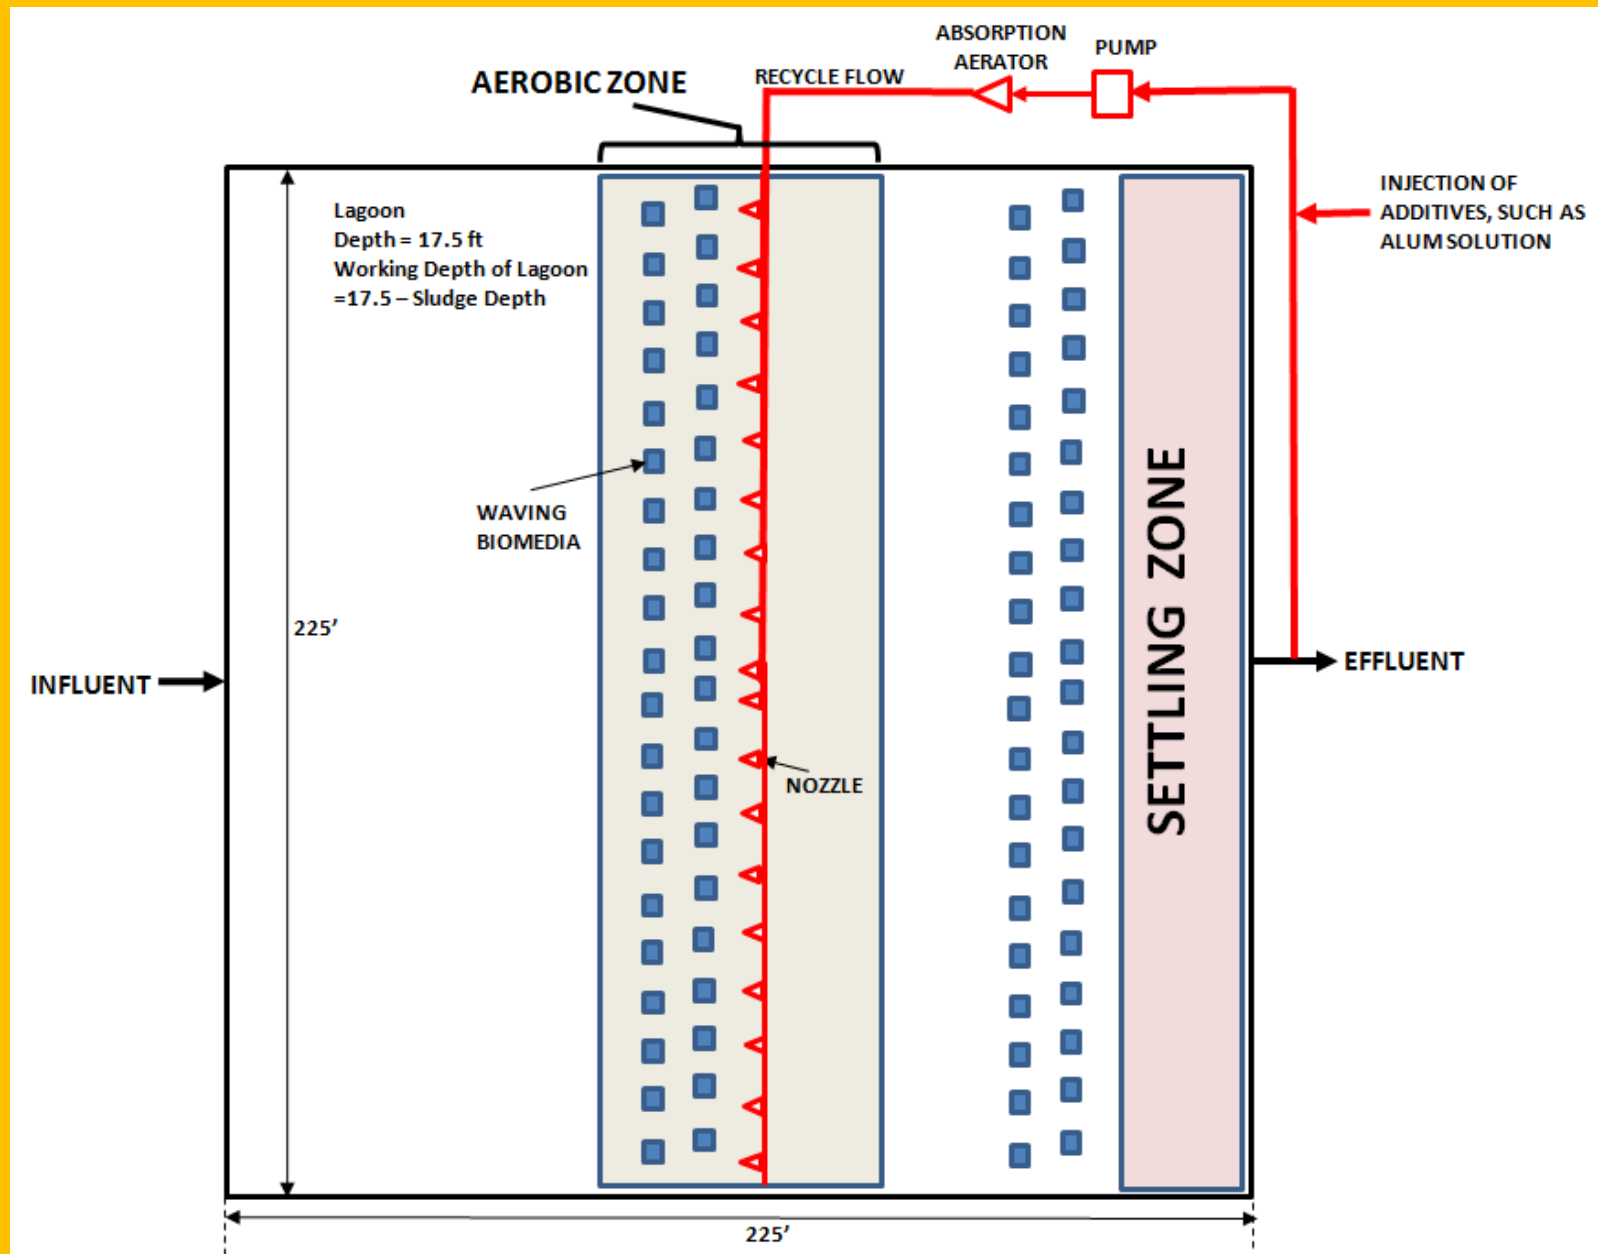 ABSORPTION
AERATOR
PUMP
RECYCLE FLOW
AEROBIC ZONE
INJECTION OF
ADDITIVES, SUCH AS
ALUM SOLUTION
Lagoon
Depth = 17.5 ft
Working Depth of Lagoon
=17.5 – Sludge Depth
WAVING
BIOMEDIA
225’
INFLUENT
NOZZLE
SETTLING ZONE
EFFLUENT
225’